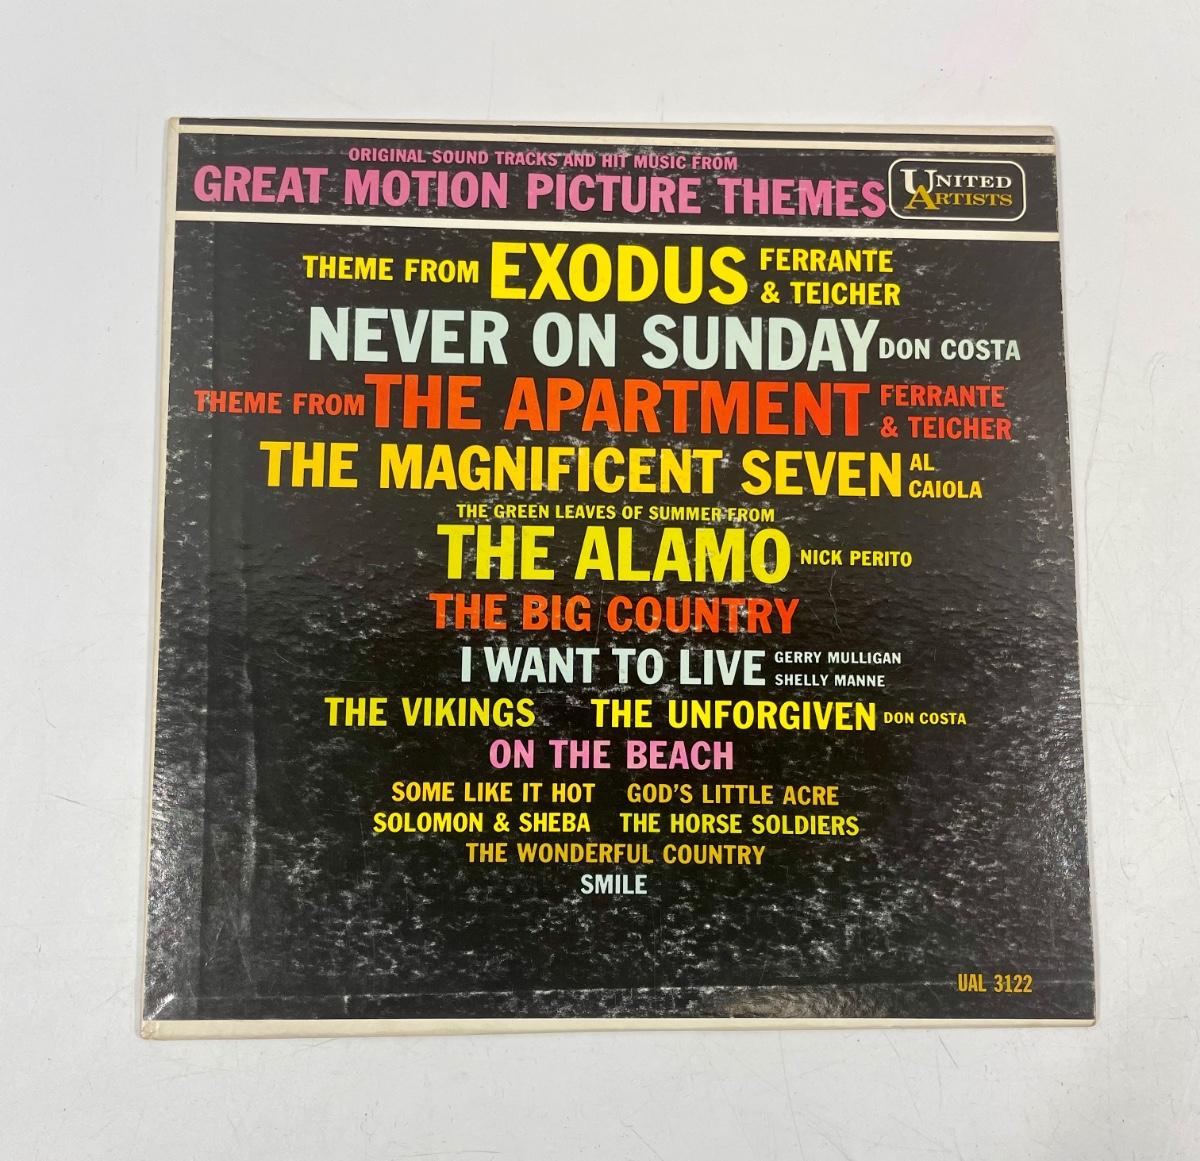 ORIGINAL SOUND TRACKS AND HIT MUSIC FROM
GREAT MOTION PICTURE THEMES
UNITED
ARTISTS
THEME FROM EXODUS FERRANTE
& TEICHER
NEVER ON SUNDAY DON COSTA
THEME FROM THE APARTMENT FERRANTE
& TEICHER
THE MAGNIFICENT SEVEN AL
CAIOLA
THE GREEN LEAVES OF SUMMER FROM
THE ALAMO NICK PERITO
THE BIG COUNTRY
I WANT TO LIVE GERRY MULLIGAN
SHELLY MANNE
THE VIKINGS THE UNFORGIVEN DON COSTA
ON THE BEACH
SOME LIKE IT HOT GOD'S LITTLE ACRE
SOLOMON & SHEBA THE HORSE SOLDIERS
THE WONDERFUL COUNTRY
SMILE
UAL 3122